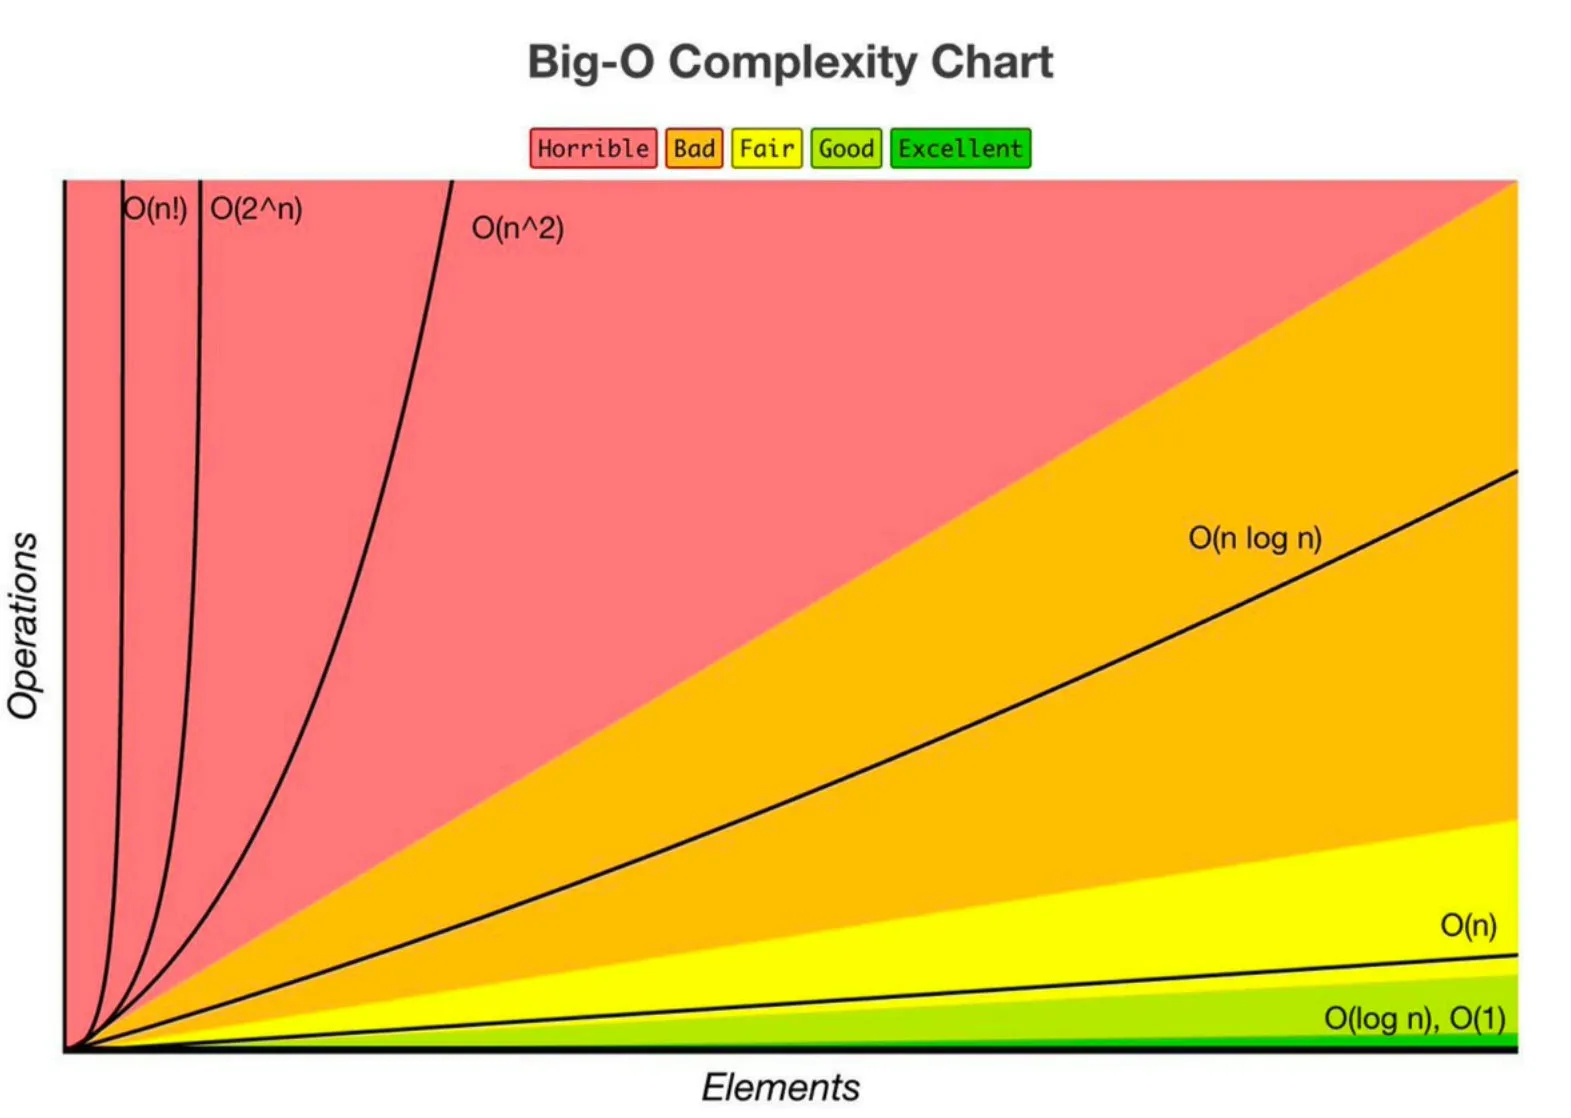 Big-O Complexity Chart
Horrible Bad Fair Good Excellent
O(n!) O(2^n)
O(n^2)
O(n log n)
O(n)
O(log n), O(1)
Operations
Elements